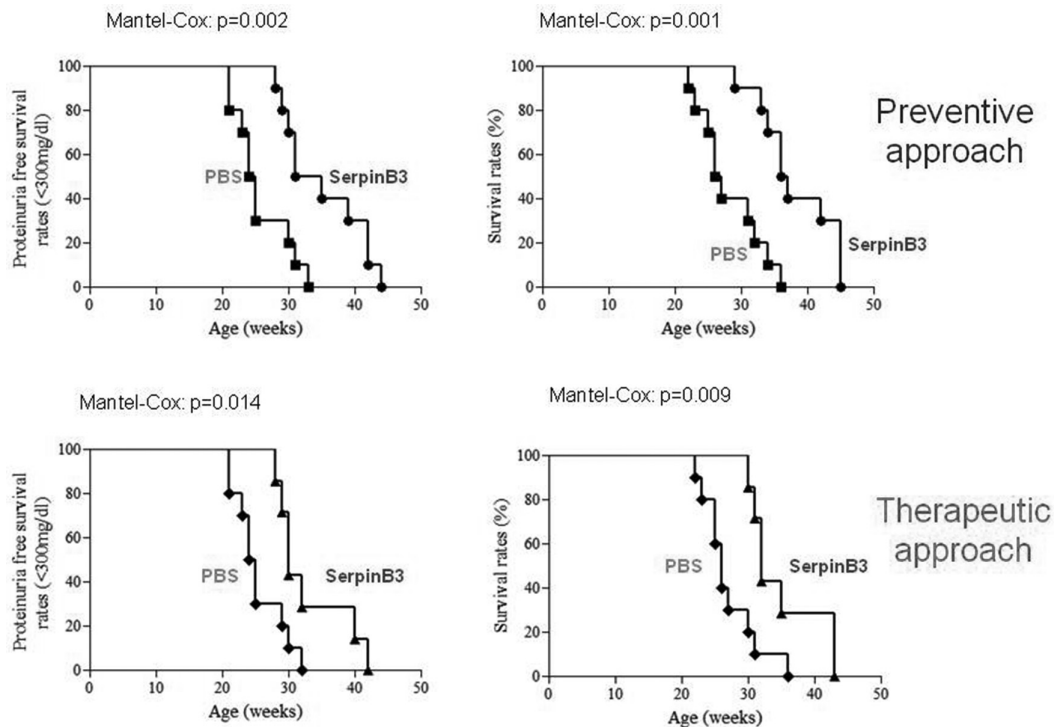 Mantel-Cox: p=0.002
Proteinuria free survival
rates (<300mg/dl)
100
80
60
40
20
0
PBS
SerpinB3
0 10 20 30 40 50
Age (weeks)
Mantel-Cox: p=0.001
Survival rates (%)
100
80
60
40
20
0
PBS
SerpinB3
0 10 20 30 40 50
Age (weeks)
Preventive
approach
Mantel-Cox: p=0.014
Proteinuria free survival
rates (<300mg/dl)
100
80
60
40
20
0
PBS
SerpinB3
0 10 20 30 40 50
Age (weeks)
Mantel-Cox: p=0.009
Survival rates (%)
100
80
60
40
20
0
PBS
SerpinB3
0 10 20 30 40 50
Age (weeks)
Therapeutic
approach